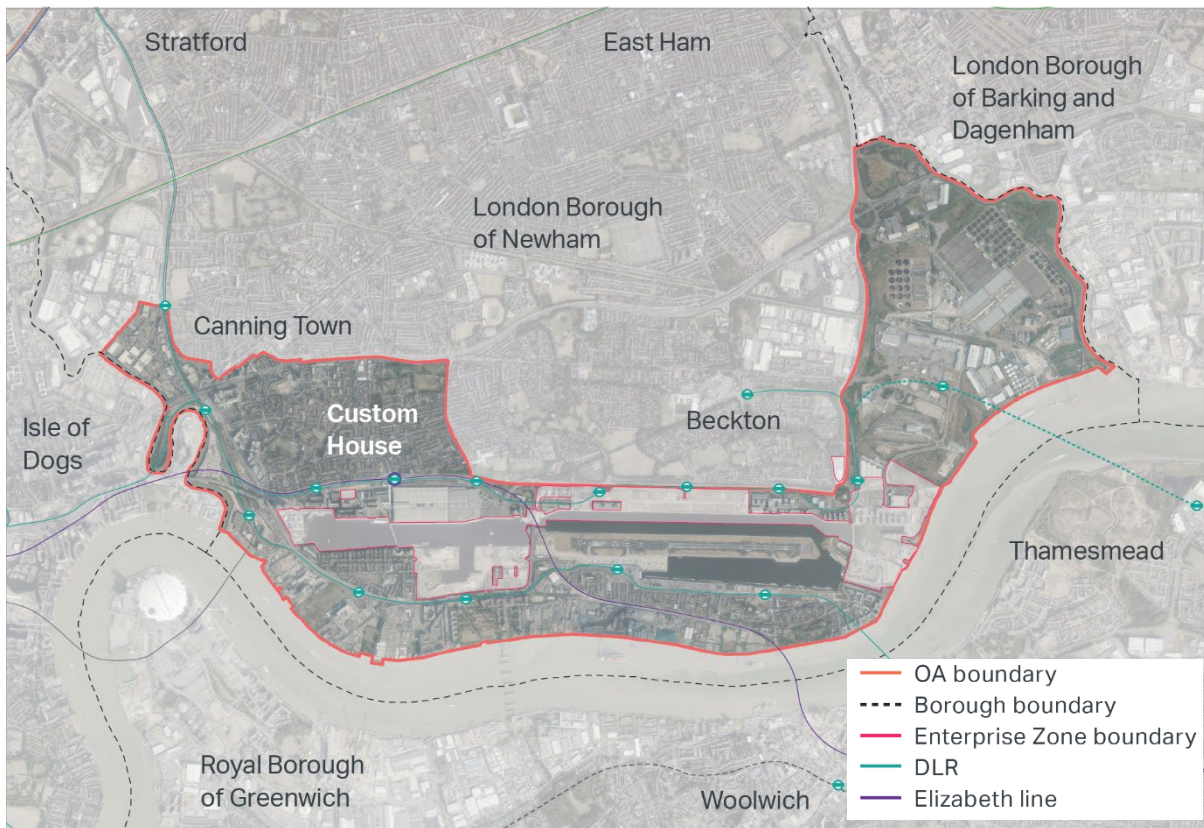 Stratford
East Ham
London Borough
of Barking and
Dagenham
London Borough
of Newham
Canning Town
Custom
House
Isle of
Dogs
Beckton
Thamesmead
Royal Borough
of Greenwich
Woolwich
OA boundary
Borough boundary
Enterprise Zone boundary
DLR
Elizabeth line